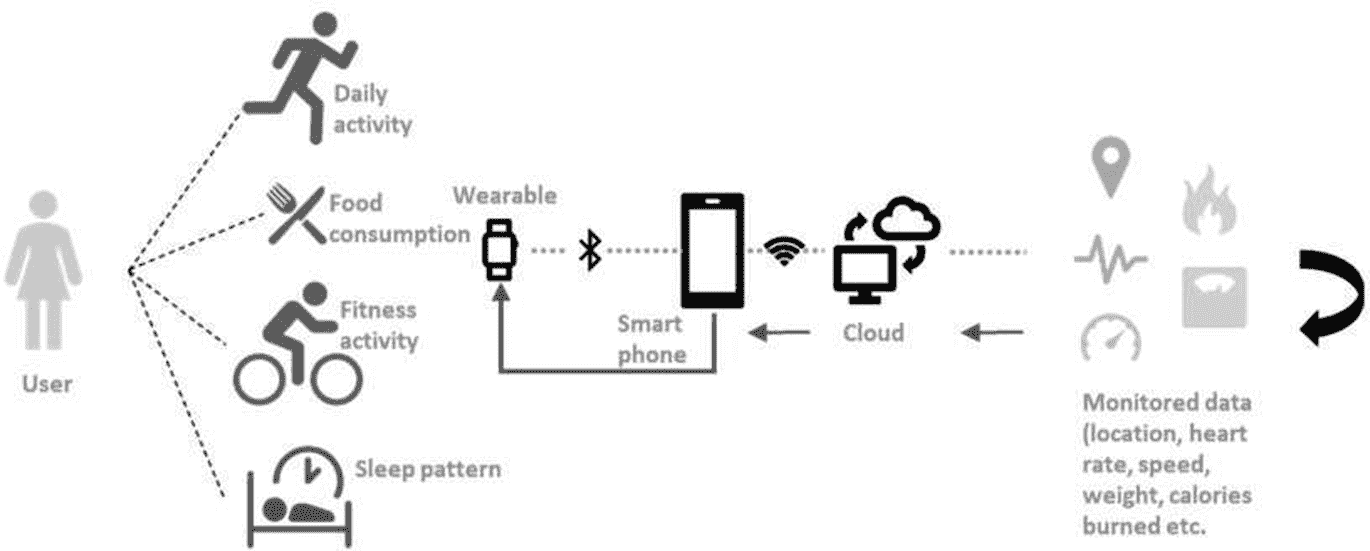 Daily
activity
Food
consumption
Wearable
Fitness
activity
Smart
phone
Cloud
User
Sleep pattern
Monitored data
(location, heart
rate, speed,
weight, calories
burned etc.